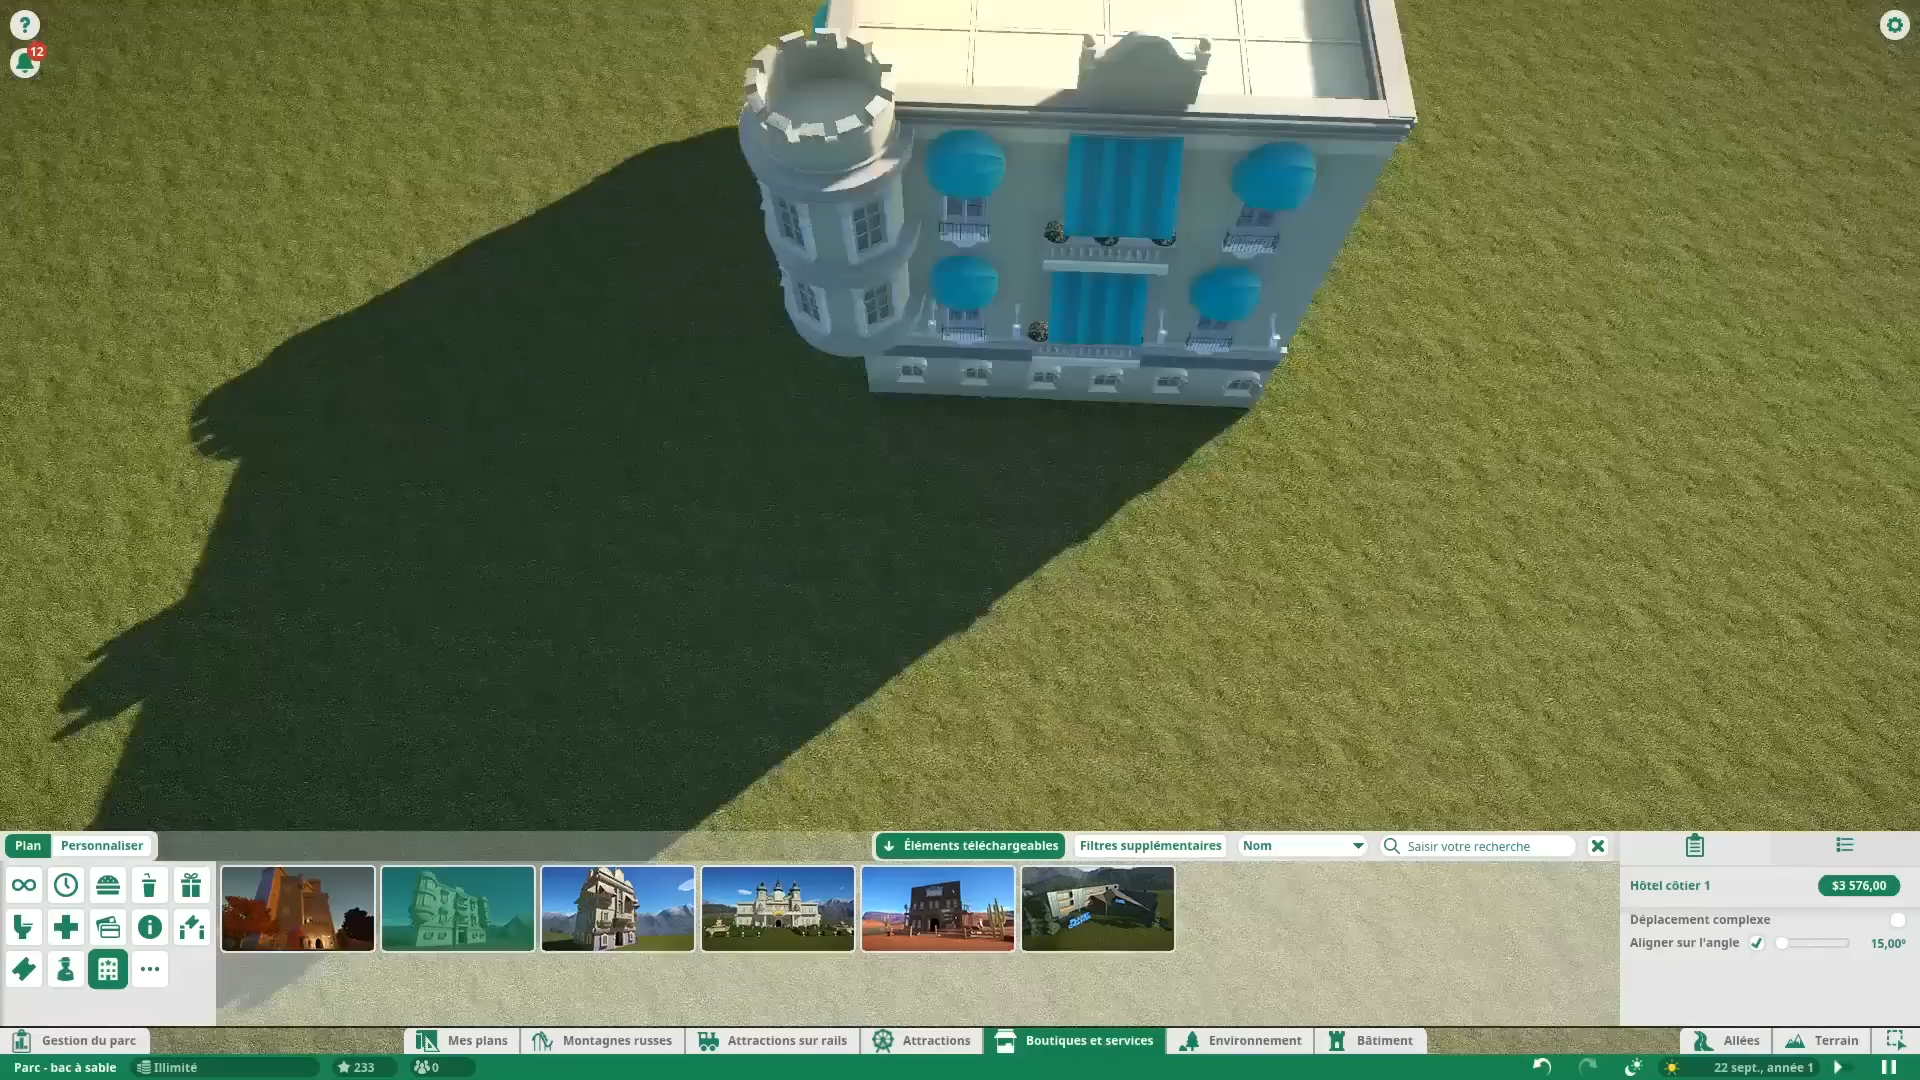 ?
12
Plan
Personnaliser
Éléments téléchargeables
Filtres supplémentaires
Nom
Saisir votre recherche
Hôtel côtier 1
$3 576,00
Déplacement complexe
Aligner sur l'angle
15,00°
Gestion du parc
Mes plans
Montagnes russes
Attractions sur rails
Attractions
Boutiques et services
Environnement
Bâtiment
Allées
Terrain
Parc - bac à sable
Illimité
233
0
22 sept., année 1